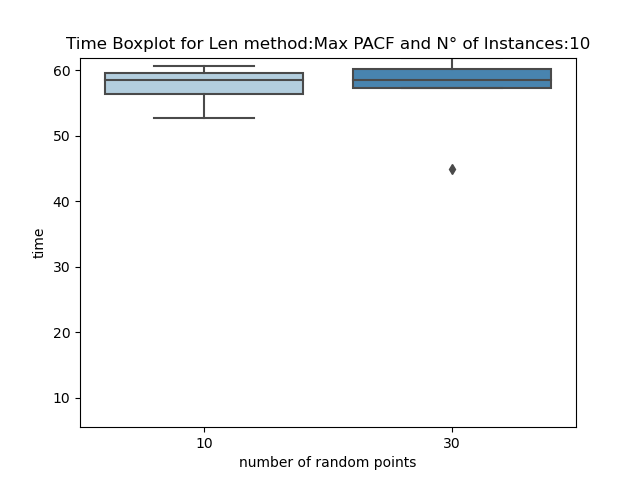 Time Boxplot for Len method:Max PACF and N° of Instances:10
60
50
40
30
20
10
time
10 30
number of random points